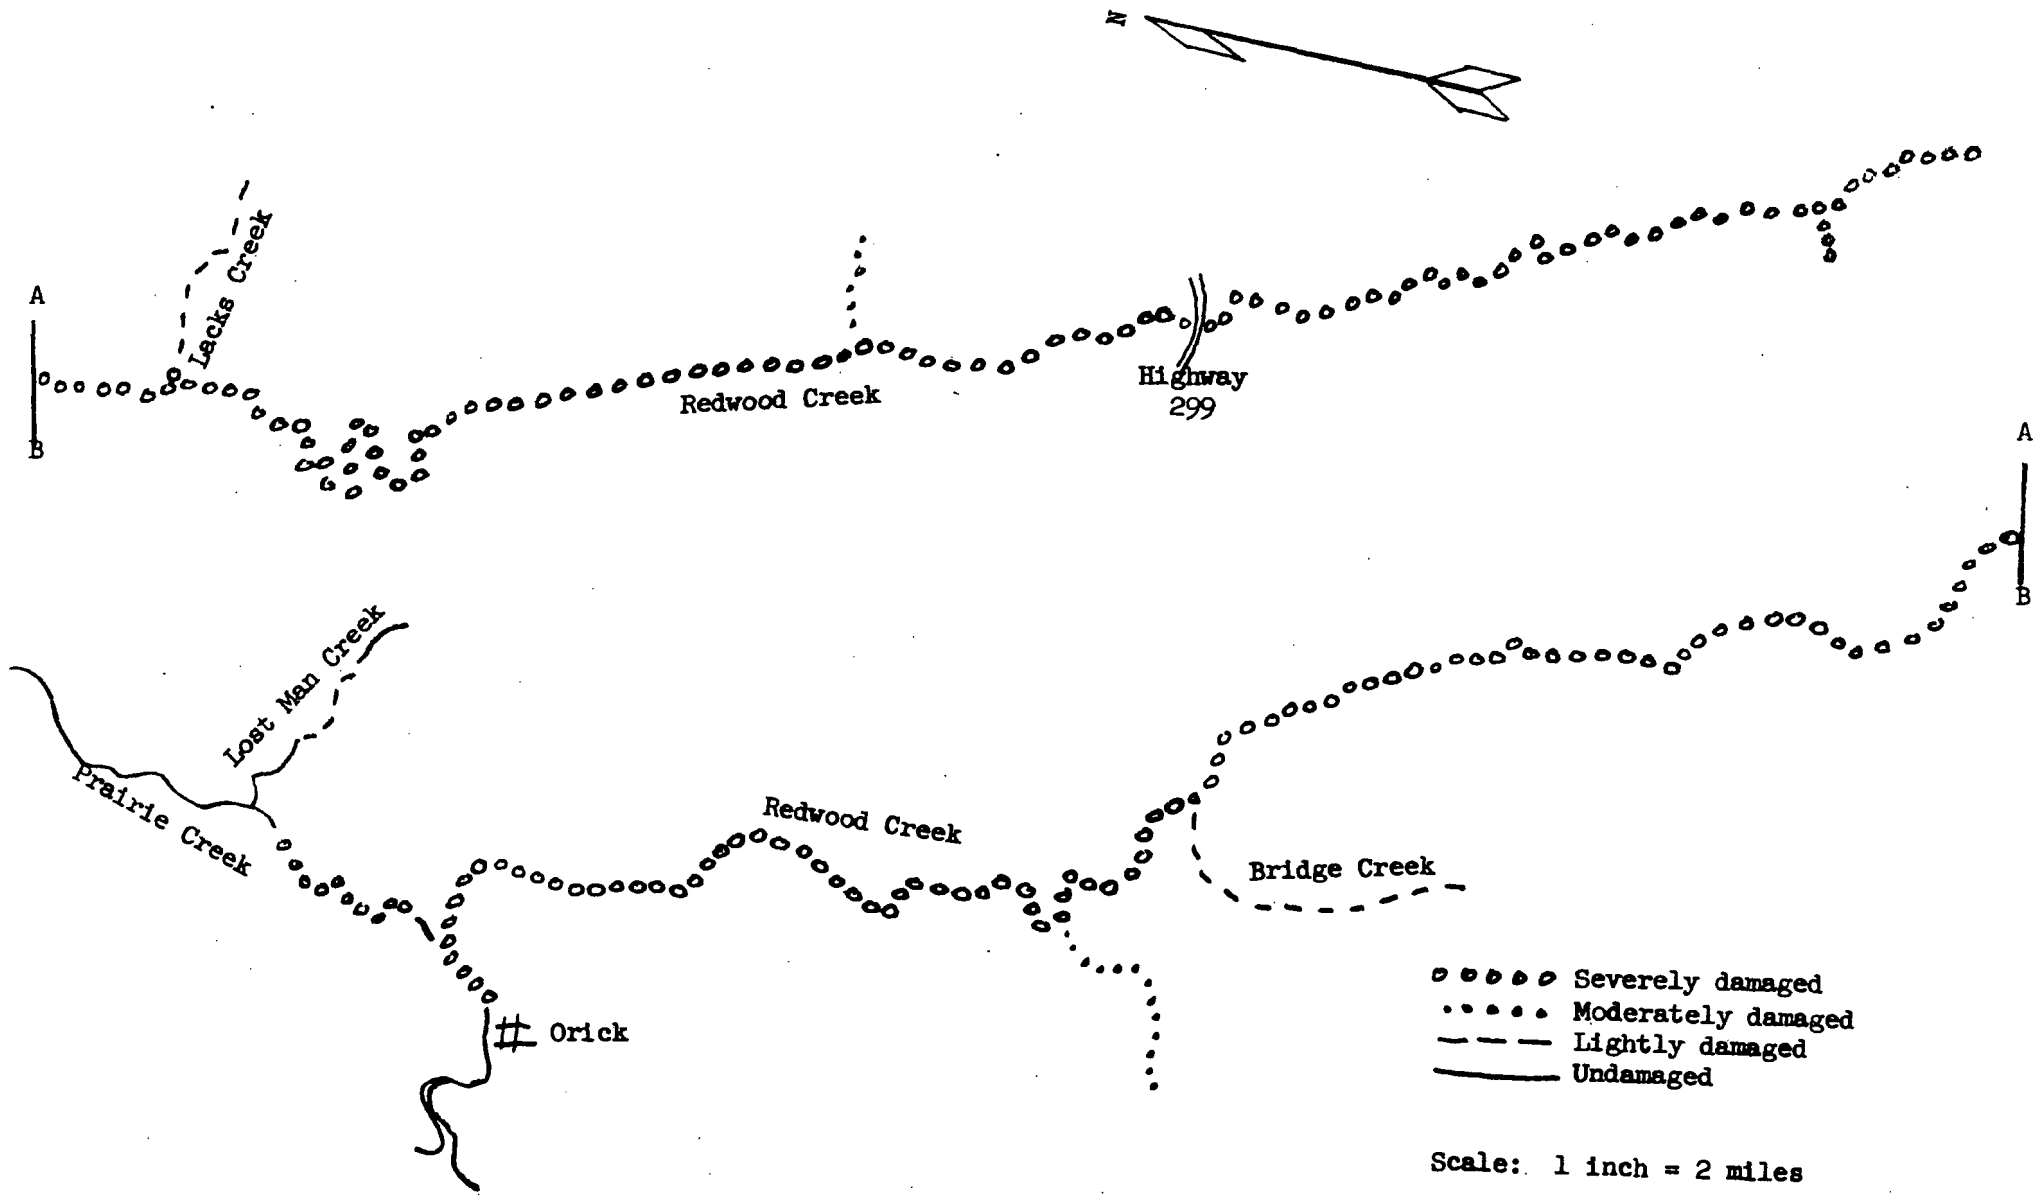 N
Lacks Creek
A
B
Redwood Creek
Highway
299
A
B
Lost Man Creek
Prairie Creek
Redwood Creek
Bridge Creek
Orick
Severely damaged
Moderately damaged
Lightly damaged
Undamaged
Scale: 1 inch = 2 miles